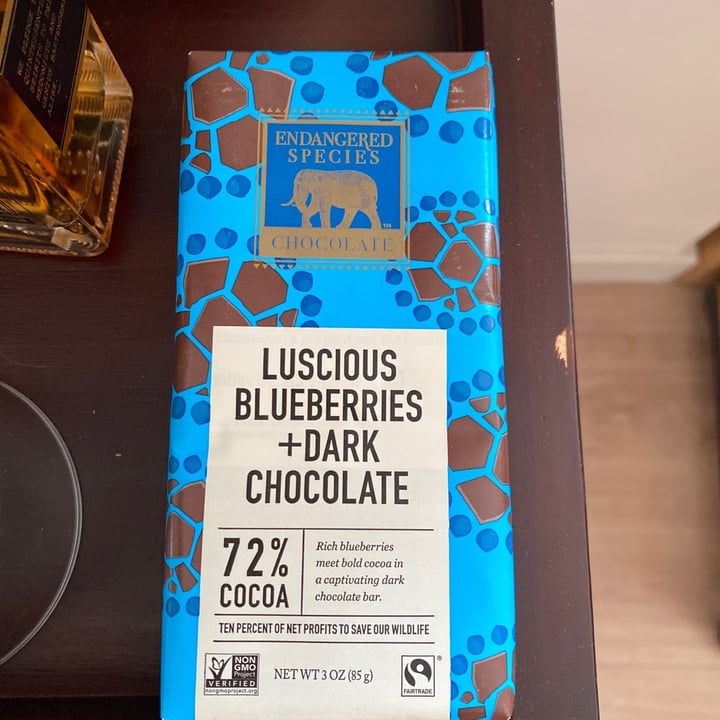 ENDANGERED
SPECIES
TM
CHOCOLATE
LUSCIOUS
BLUEBERRIES
+DARK
CHOCOLATE
72%
COCOA
Rich blueberries
meet bold cocoa in
a captivating dark
chocolate bar.
TEN PERCENT OF NET PROFITS TO SAVE OUR WILDLIFE
NON
GMO
Project
VERIFIED
nongmoproject.org
NET WT 3 OZ (85 g)
®
FAIRTRADE